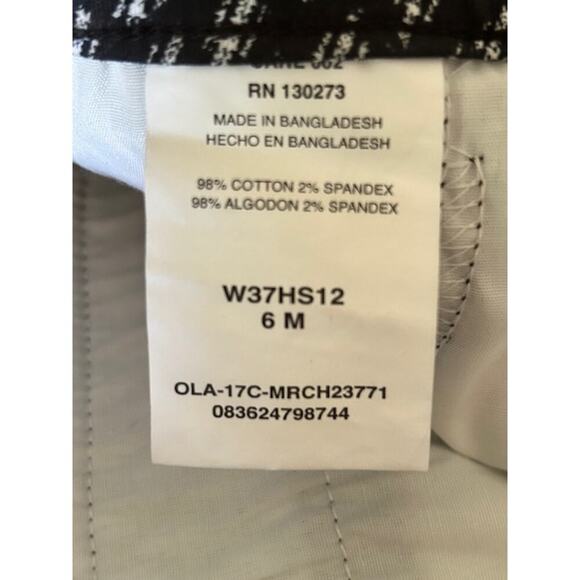 RN 130273
MADE IN BANGLADESH
HECHO EN BANGLADESH
98% COTTON 2% SPANDEX
98% ALGODON 2% SPANDEX
W37HS12
6 M
OLA-17C-MRCH23771
083624798744